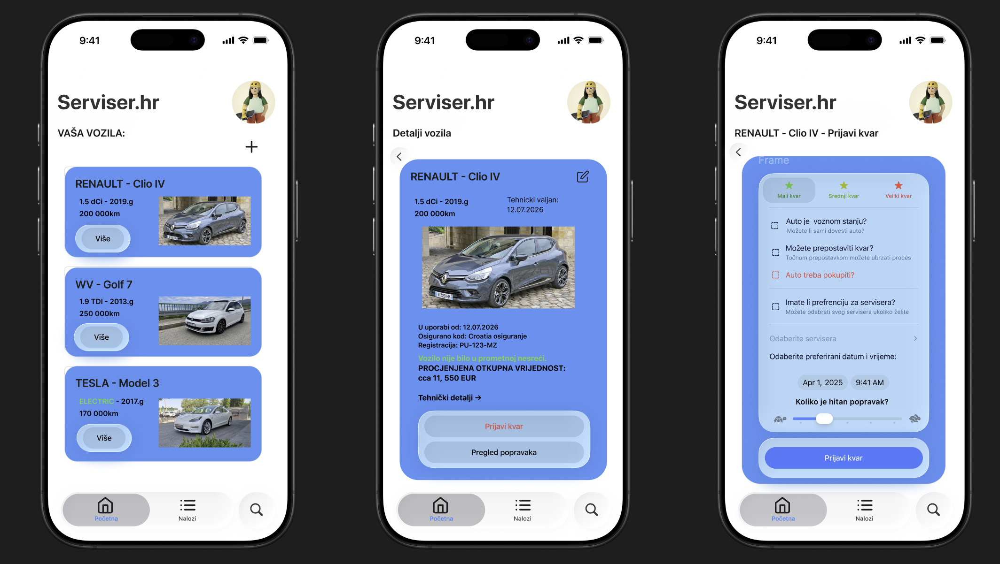 9:41
Serviser.hr
VAŠA VOZILA:
RENAULT - Clio IV
1.5 dCi - 2019.g
200 000km
Više
WV - Golf 7
1.9 TDI - 2013.g
250 000km
Više
TESLA - Model 3
ELECTRIC - 2017.g
170 000km
Više
Početna
Nalozi
9:41
Serviser.hr
Detalji vozila
RENAULT - Clio IV
1.5 dCi - 2019.g
200 000km
Tehnicki valjan:
12.07.2026
U uporabi od: 12.07.2026
Osigurano kod: Croatia osiguranje
Registracija: PU-123-MZ
Vozilo nije bilo u prometnoj nesreći.
PROCJENJENA OTKUPNA VRIJEDNOST:
cca 11, 550 EUR
Tehnički detalji →
Prijavi kvar
Pregled popravaka
Početna
Nalozi
9:41
Serviser.hr
RENAULT - Clio IV - Prijavi kvar
Frame
Mali kvar
Srednji kvar
Veliki kvar
Auto je  voznom stanju?
Možete li sami dovesti auto?
Možete prepostaviti kvar?
Točnom prepostavkom možete ubrzati proces
Auto treba pokupiti?
Imate li prefrenciju za servisera?
Možete odabrati svog servisera ukoliko želite
Odaberite servisera
Odaberite preferirani datum i vrijeme:
Apr 1, 2025
9:41 AM
Koliko je hitan popravak?
Prijavi kvar
Početna
Nalozi